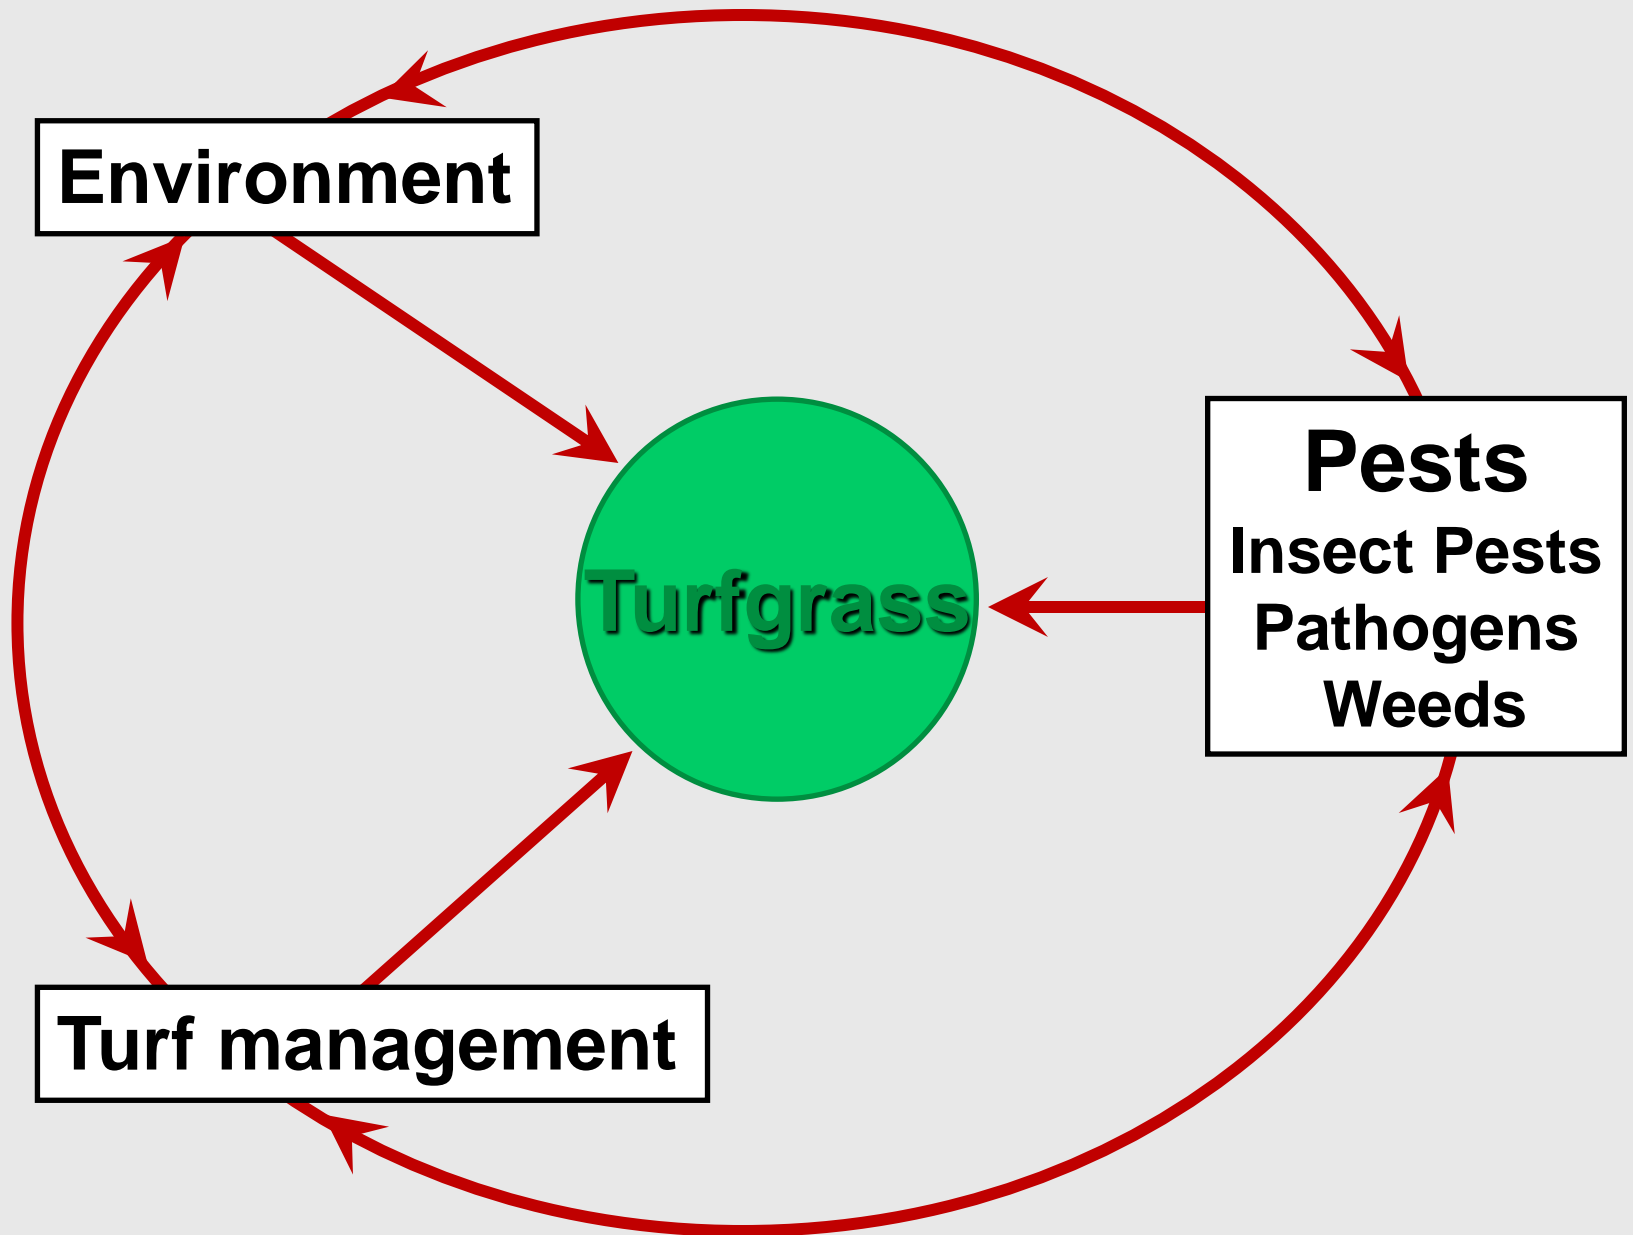 Environment
Turfgrass
Pests
Insect Pests
Pathogens
Weeds
Turf management